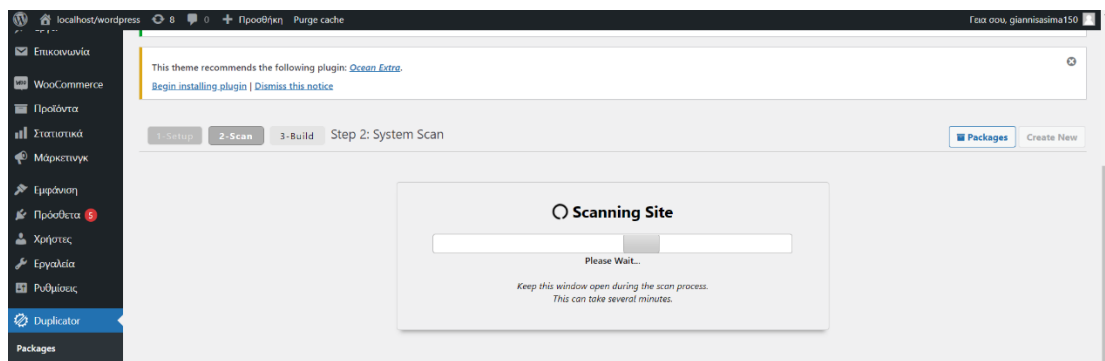 localhost/wordpress 8 0 Προσθήκη Purge cache Γεια σου, giannisasima150
Επικοινωνία
WooCommerce
Προϊόντα
Στατιστικά
Μάρκετινγκ
Εμφάνιση
Πρόσθετα 5
Χρήστες
Εργαλεία
Ρυθμίσεις
Duplicator
Packages
This theme recommends the following plugin: Ocean Extra.
Begin installing plugin | Dismiss this notice
1-Setup 2-Scan 3-Build Step 2: System Scan Packages Create New
Scanning Site
Please Wait...
Keep this window open during the scan process.
This can take several minutes.